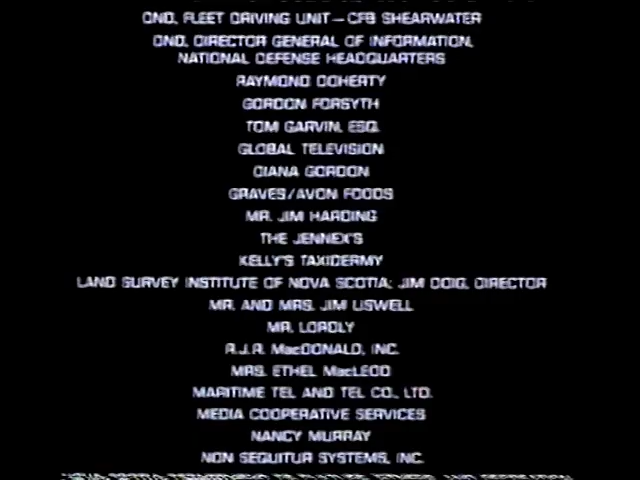 DND, FLEET DRIVING UNIT — CFB SHEARWATER
DND, DIRECTOR GENERAL OF INFORMATION,
NATIONAL DEFENSE HEADQUARTERS
RAYMOND DOHERTY
GORDON FORSYTH
TOM GARVIN, ESQ.
GLOBAL TELEVISION
DIANA GORDON
GRAVES/AVON FOODS
MR. JIM HARDING
THE JENNEX'S
KELLY'S TAXIDERMY
LAND SURVEY INSTITUTE OF NOVA SCOTIA; JIM DOIG, DIRECTOR
MR. AND MRS. JIM LISWELL
MR. LORDLY
R.J.R. MacDONALD, INC.
MRS. ETHEL MacLEOD
MARITIME TEL AND TEL CO., LTD.
MEDIA COOPERATIVE SERVICES
NANCY MURRAY
NON SEQUITUR SYSTEMS, INC.